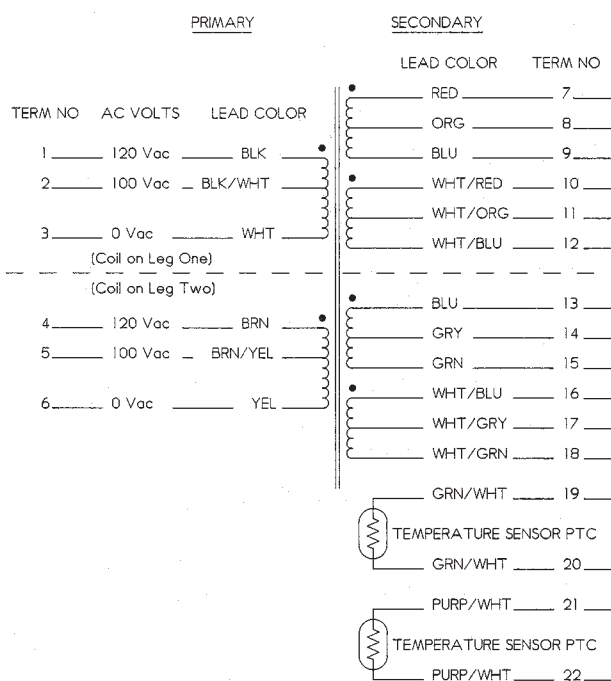 PRIMARY SECONDARY
LEAD COLOR TERM NO
RED 7
TERM NO AC VOLTS LEAD COLOR
ORG 8
1 120 Vac BLK BLU 9
2 100 Vac BLK/WHT WHT/RED 10
WHT/ORG 11
3 0 Vac WHT WHT/BLU 12
(Coil on Leg One)
(Coil on Leg Two)
BLU 13
4 120 Vac BRN GRY 14
5 100 Vac BRN/YEL GRN 15
WHT/BLU 16
6 0 Vac YEL
WHT/GRY 17
WHT/GRN 18
GRN/WHT 19
TEMPERATURE SENSOR PTC
GRN/WHT 20
PURP/WHT 21
TEMPERATURE SENSOR PTC
PURP/WHT 22